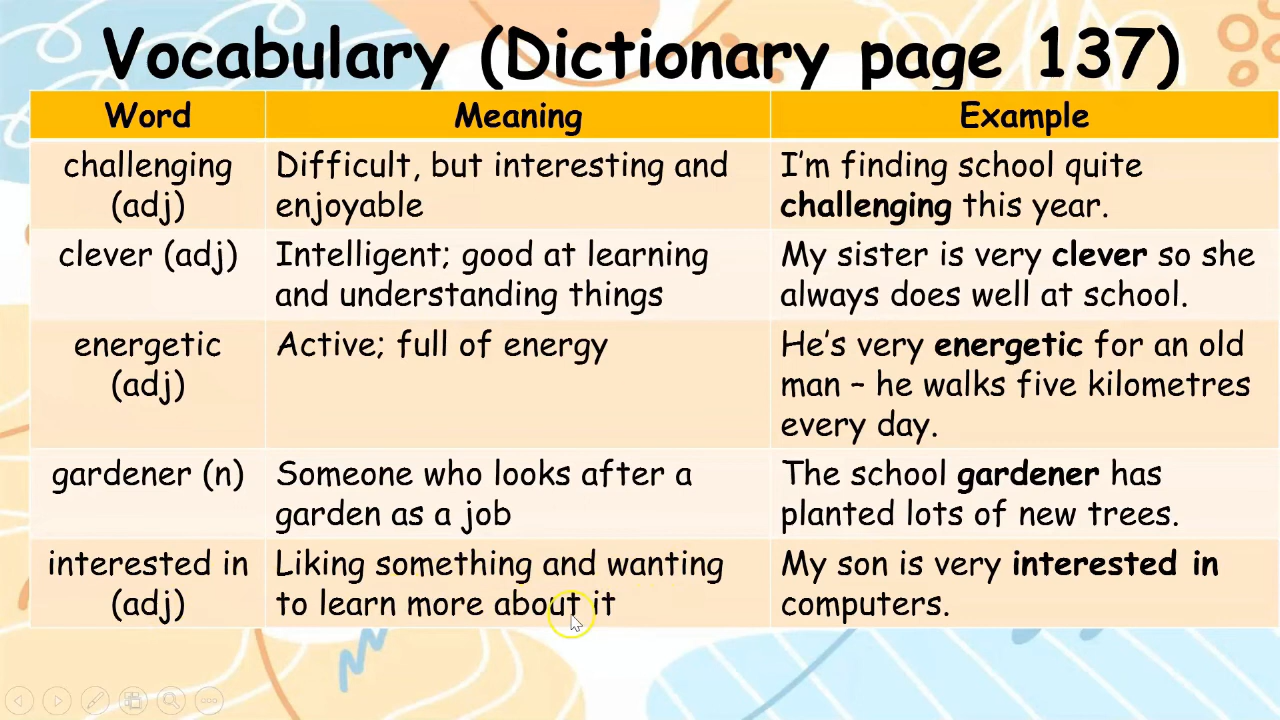 Vocabulary (Dictionary page 137)
Word Meaning Example
challenging (adj)
Difficult, but interesting and
enjoyable
I'm finding school quite
challenging this year.
clever (adj)
Intelligent; good at learning
and understanding things
My sister is very clever so she
always does well at school.
energetic
(adj)
Active; full of energy
He's very energetic for an old
man – he walks five kilometres
every day.
gardener (n)
Someone who looks after a
garden as a job
The school gardener has
planted lots of new trees.
interested in
(adj)
Liking something and wanting
to learn more about it
My son is very interested in
computers.